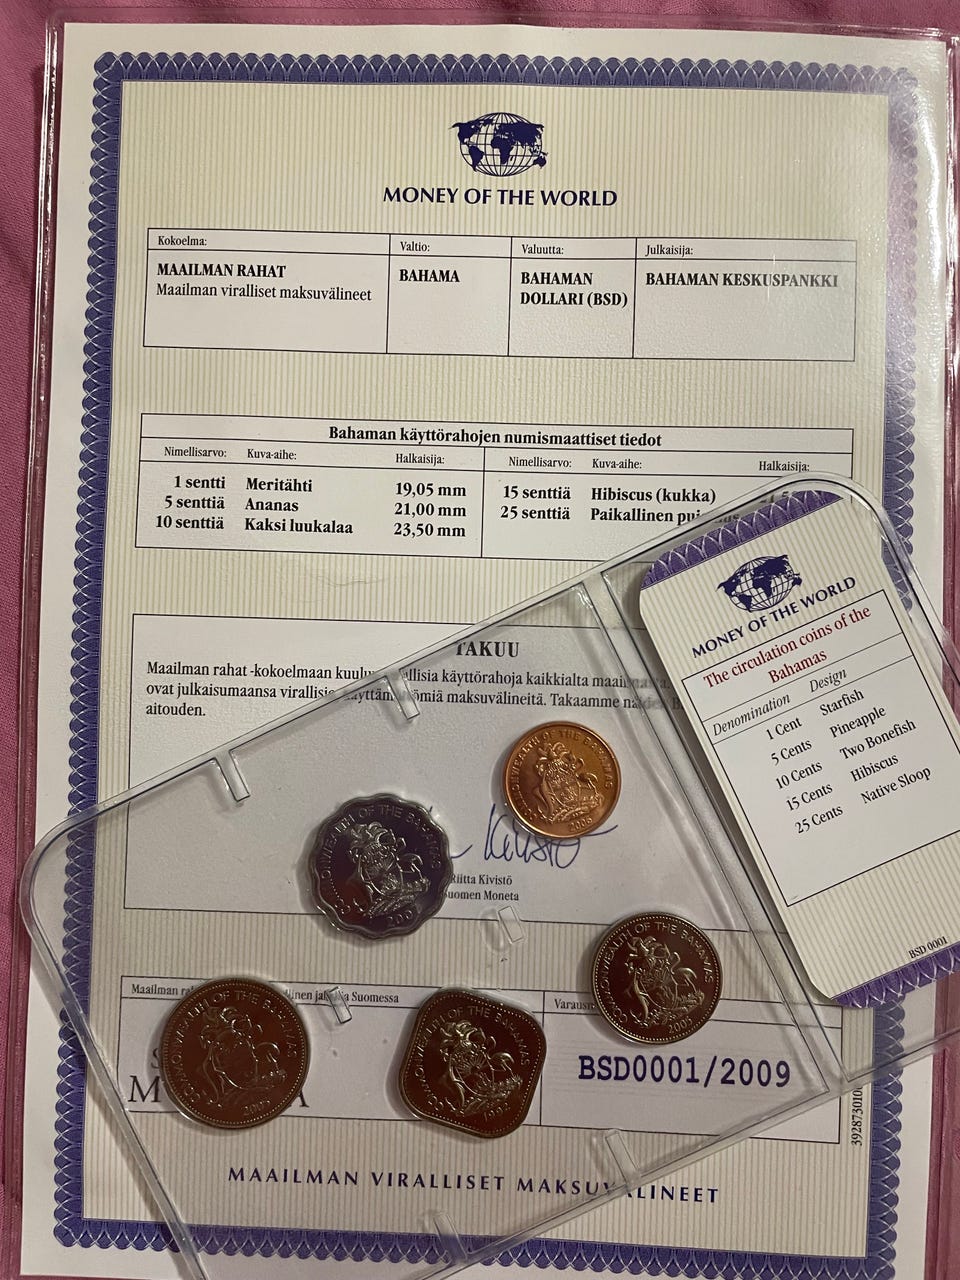 MONEY OF THE WORLD
Kokoelma: Valtio: Valuutta: Julkaisija:
MAAILMAN RAHAT BAHAMA BAHAMAN BAHAMAN KESKUSPANKKI
Maailman viralliset maksuvälineet DOLLARI (BSD)
Bahaman käyttörahojen numismaattiset tiedot
Nimellisarvo: Kuva-aihe: Halkaisija: Nimellisarvo: Kuva-aihe: Halkaisija:
1 sentti Meritähti 19,05 mm 15 senttiä Hibiscus (kukka)
5 senttiä Ananas 21,00 mm 25 senttiä Paikallinen
10 senttiä Kaksi luukalaa 23,50 mm
TAKUU
Maailman rahat -kokoelmaan käyttörahoja kaikkialta
ovat julkaisumaansa maksuvälineitä. Takaamme
aitouden.
Riitta Kivistö
Suomen Moneta
MONEY OF THE WORLD
The circulation coins of the
Bahamas
Denomination Design
1 Cent Starfish
5 Cents Pineapple
10 Cents Two Bonefish
15 Cents Hibiscus
25 Cents Native Sloop
BSD 0001
COMMONWEALTH OF THE BAHAMAS
COMMONWEALTH OF THE BAHAMAS
COMMONWEALTH OF THE BAHAMAS
COMMONWEALTH OF THE BAHAMAS
COMMONWEALTH OF THE BAHAMAS
Maailman Suomessa
BSD0001/2009
MAAILMAN VIRALLISET MAKSUVÄLINEET